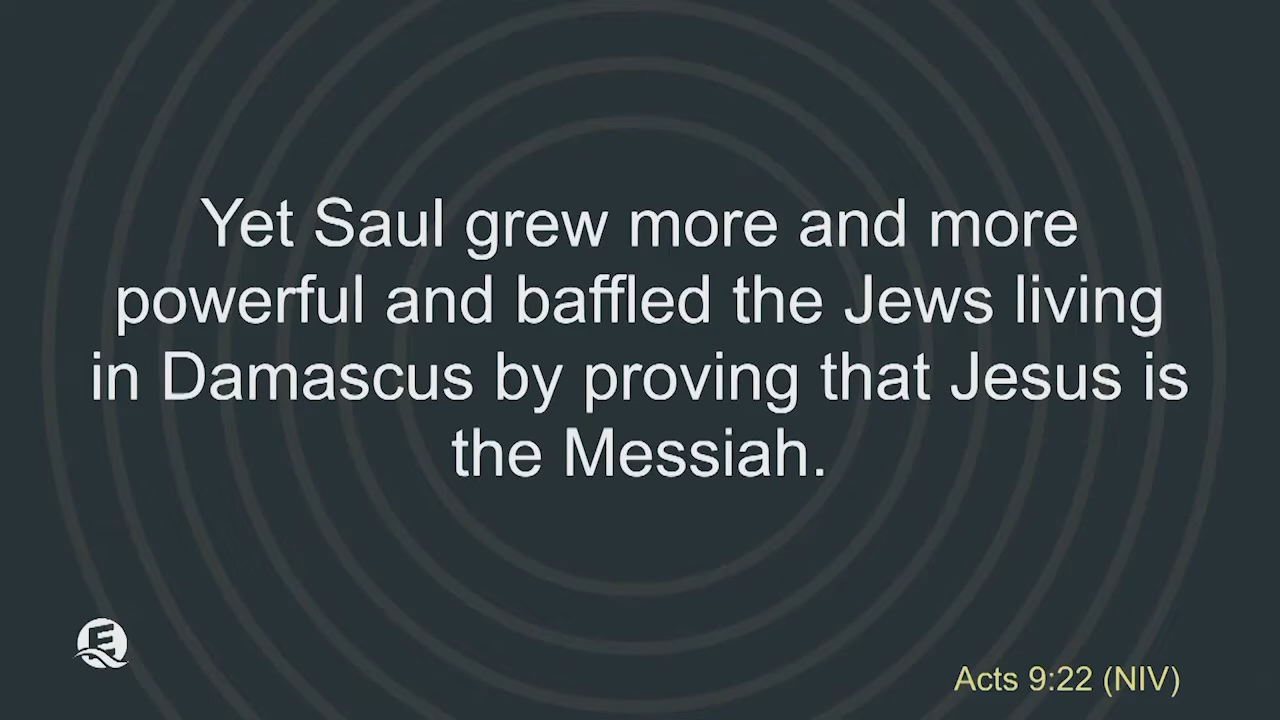 Yet Saul grew more and more
powerful and baffled the Jews living
in Damascus by proving that Jesus is
the Messiah.
E
Acts 9:22 (NIV)